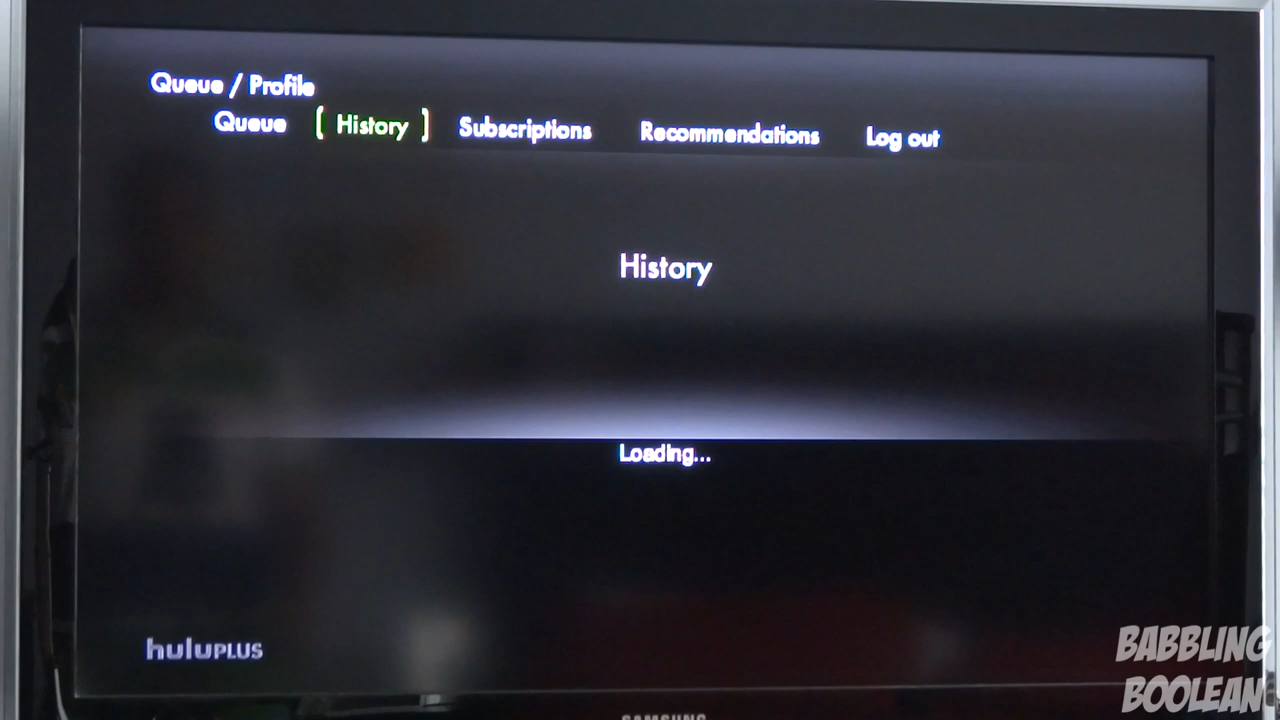 Queue / Profile
Queue [ History ] Subscriptions Recommendations Log out
History
Loading...
huluPLUS
BABBLING
BOOLEAN
SAMSUNG